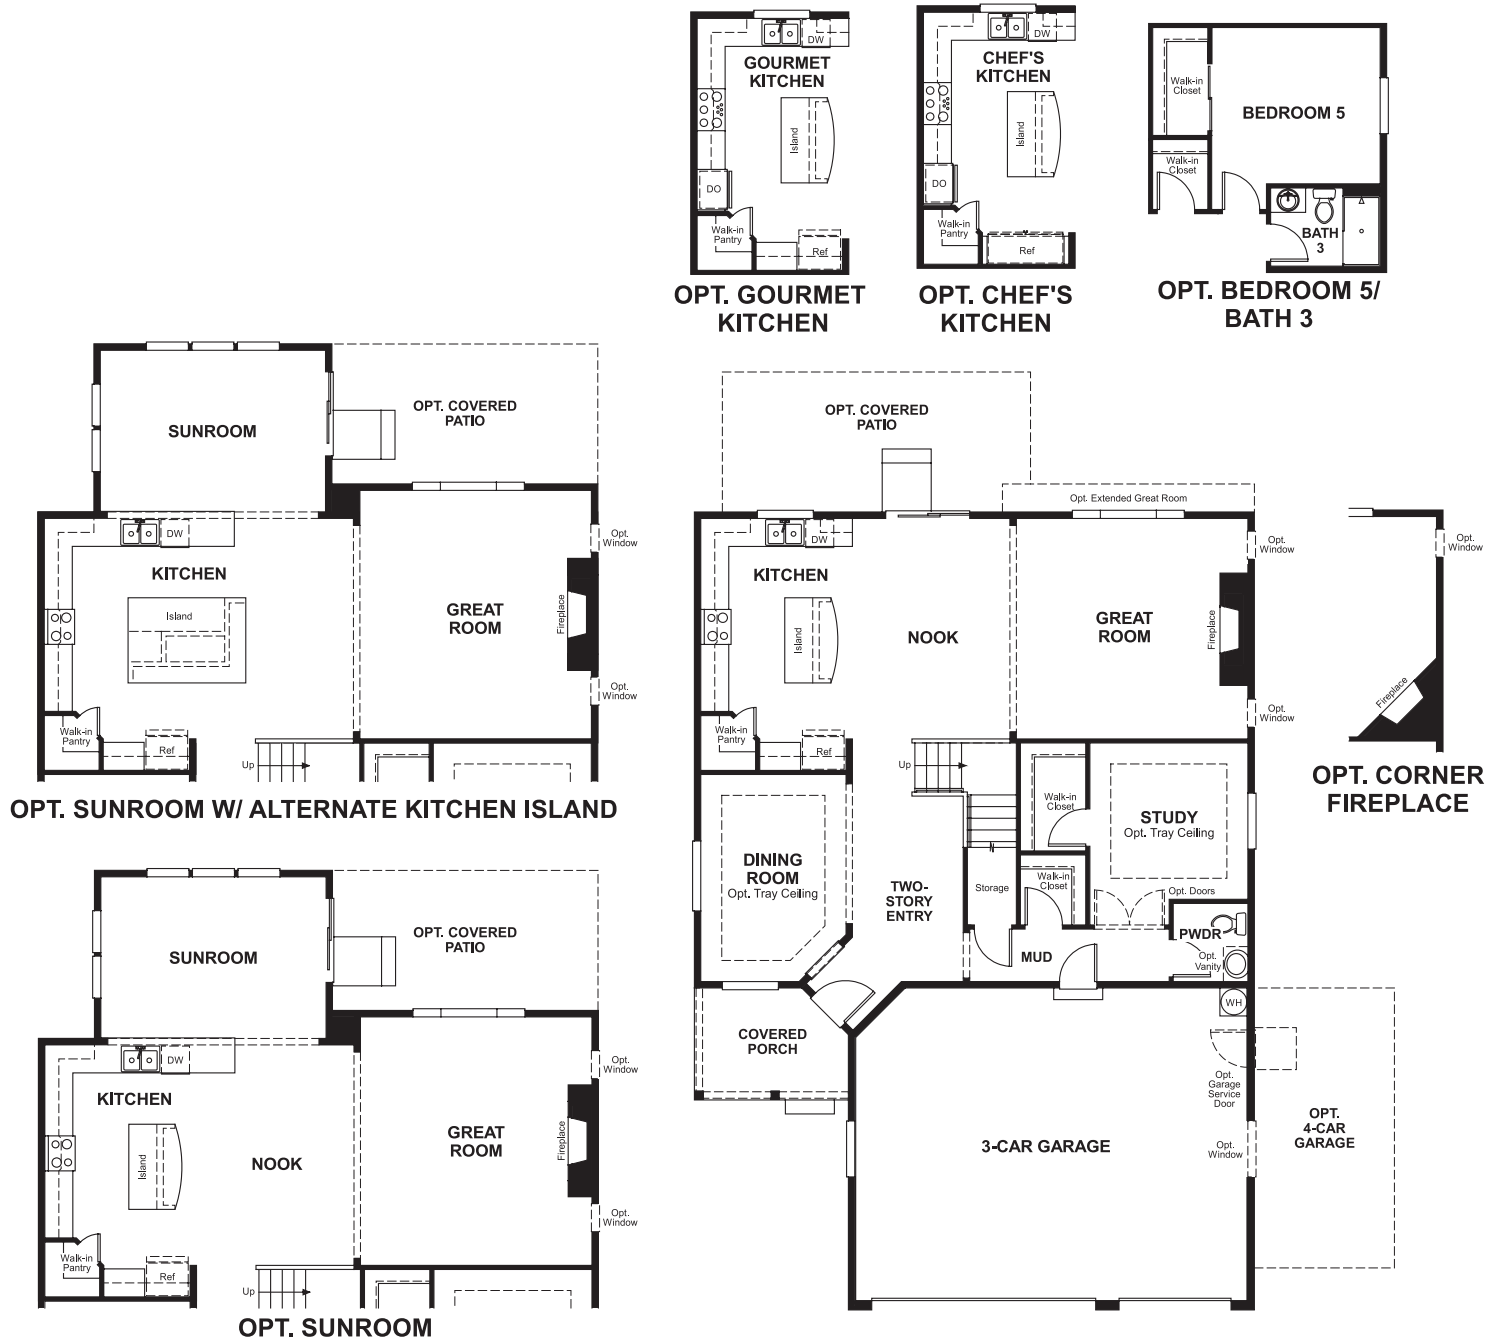 GOURMET
KITCHEN
DW
Island
DO
Walk-in
Pantry
Ref
OPT. GOURMET
KITCHEN
CHEF'S
KITCHEN
DW
Island
DO
Walk-in
Pantry
Ref
OPT. CHEF'S
KITCHEN
Walk-in
Closet
BEDROOM 5
Walk-in
Closet
BATH
3
OPT. BEDROOM 5/
BATH 3
SUNROOM
OPT. COVERED
PATIO
DW
Opt.
Window
KITCHEN
Island
GREAT
ROOM
Fireplace
Opt.
Window
Walk-in
Pantry
Ref
Up
OPT. SUNROOM W/ ALTERNATE KITCHEN ISLAND
OPT. COVERED
PATIO
Opt. Extended Great Room
DW
Opt.
Window
KITCHEN
Island
NOOK
GREAT
ROOM
Fireplace
Opt.
Window
Walk-in
Pantry
Ref
Up
Walk-in
Closet
STUDY
Opt. Tray Ceiling
DINING
ROOM
Opt. Tray Ceiling
TWO-
STORY
ENTRY
Storage
Walk-in
Closet
Opt. Doors
PWDR
MUD
Opt.
Vanity
WH
COVERED
PORCH
Opt.
Garage
Service
Door
3-CAR GARAGE
Opt.
Window
OPT.
4-CAR
GARAGE
Opt.
Window
Fireplace
OPT. CORNER
FIREPLACE
SUNROOM
OPT. COVERED
PATIO
DW
Opt.
Window
KITCHEN
Island
NOOK
GREAT
ROOM
Fireplace
Opt.
Window
Walk-in
Pantry
Ref
Up
OPT. SUNROOM